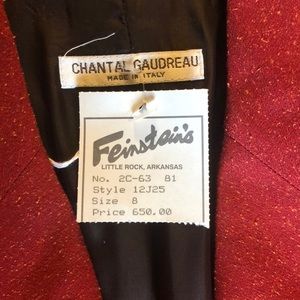 CHANTAL GAUDREAU
MADE IN ITALY
Feinstein's
LITTLE ROCK, ARKANSAS
No. 2C-63 81
Style 12J25
Size 8
Price 650.00